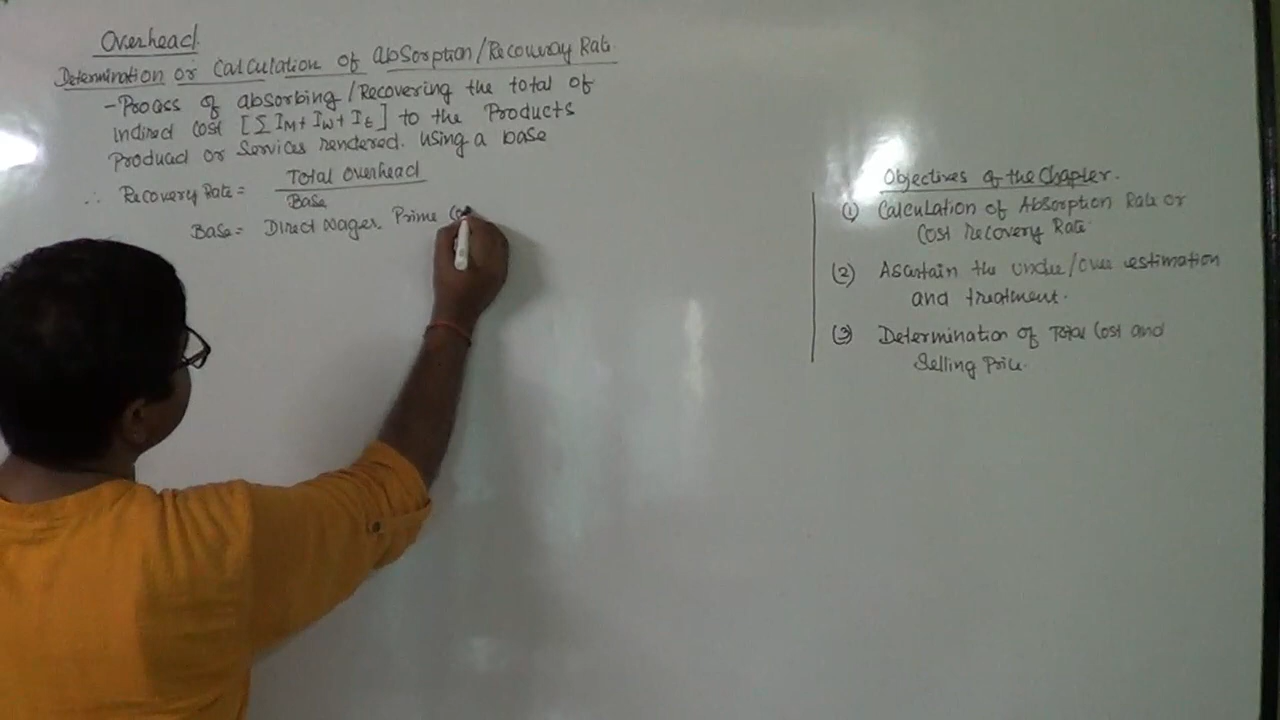 Overhead.
Determination or Calculation of Absorption/Recovery Rate.
- Process of absorbing/Recovering the total of
Indirect Cost [ Σ IM + IW + IE ] to the Products
Produced or Services rendered. Using a base
∴ Recovery Rate = Total Overhead
Base
Base = Direct Wages, Prime Co
Objectives of the Chapter.
(1) Calculation of Absorption Rate or
Cost recovery Rate.
(2) Ascertain the under/over estimation
and treatment.
(3) Determination of Total Cost and
Selling Price.